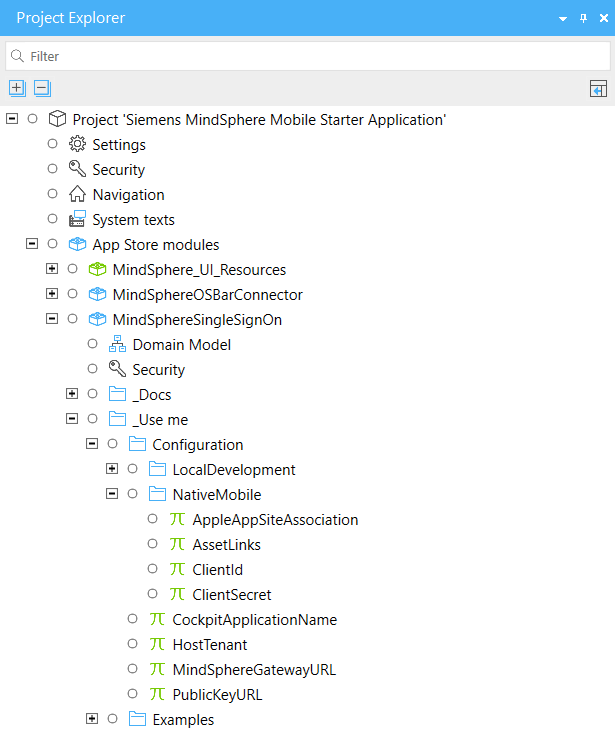 Project Explorer
Filter
Project 'Siemens MindSphere Mobile Starter Application'
Settings
Security
Navigation
System texts
App Store modules
MindSphere_UI_Resources
MindSphereOSBarConnector
MindSphereSingleSignOn
Domain Model
Security
_Docs
_Use me
Configuration
LocalDevelopment
NativeMobile
AppleAppSiteAssociation
AssetLinks
ClientId
ClientSecret
CockpitApplicationName
HostTenant
MindSphereGatewayURL
PublicKeyURL
Examples